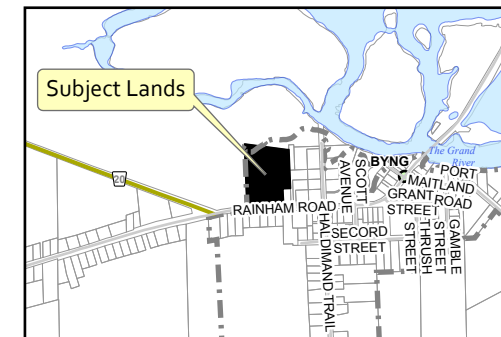 Subject Lands
The Grand
River
BYNG
PORT
MAITLAND
ROAD
GRANT
STREET
SCOTT
AVENUE
20
RAINHAM ROAD
SECORD
STREET
HALDIMAND TRAIL
THRUSH
STREET
GAMBLE
STREET